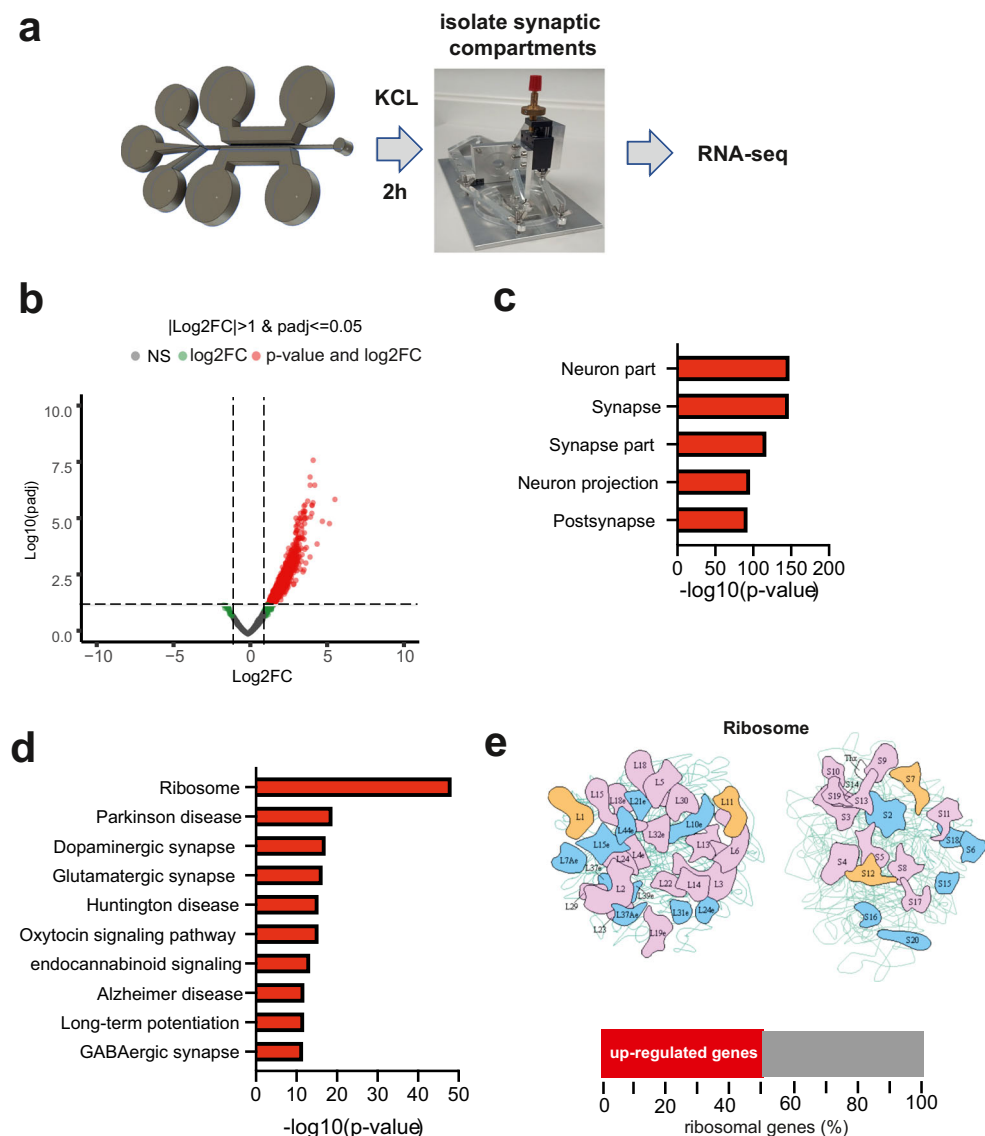 a
isolate synaptic
compartments
KCL
2h
RNA-seq
b
|Log2FC|>1 & padj<=0.05
NS log2FC p-value and log2FC
10.0
7.5
5.0
2.5
0.0
Log10(padj)
−10 −5 0 5 10
Log2FC
c
Neuron part
Synapse
Synapse part
Neuron projection
Postsynapse
0 50 100 150 200
-log10(p-value)
d
Ribosome
Parkinson disease
Dopaminergic synapse
Glutamatergic synapse
Huntington disease
Oxytocin signaling pathway
endocannabinoid signaling
Alzheimer disease
Long-term potentiation
GABAergic synapse
0 10 20 30 40 50
-log10(p-value)
e
Ribosome
L18
L5
L15
L18e
L21e
L30
L11
L1
L44e
L10e
L32e
L15e
L13
L6
L7Ae
L24
L4e
L37e
L2
L22
L14
L3
L39e
L29
L37Ae
L31e
L24e
L23
L19e
Thx
S9
S10
S14
S7
S19
S13
S3
S2
S11
S18
S6
S4
S5
S8
S12
S15
S17
S16
S20
up-regulated genes
0 20 40 60 80 100
ribosomal genes (%)